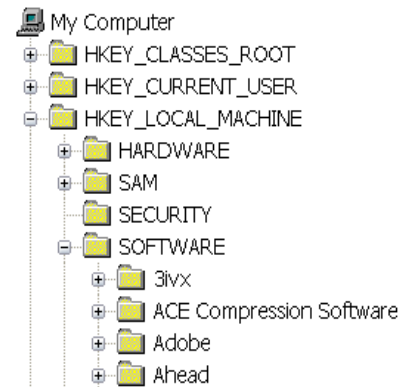 My Computer
HKEY_CLASSES_ROOT
HKEY_CURRENT_USER
HKEY_LOCAL_MACHINE
HARDWARE
SAM
SECURITY
SOFTWARE
3ivx
ACE Compression Software
Adobe
Ahead